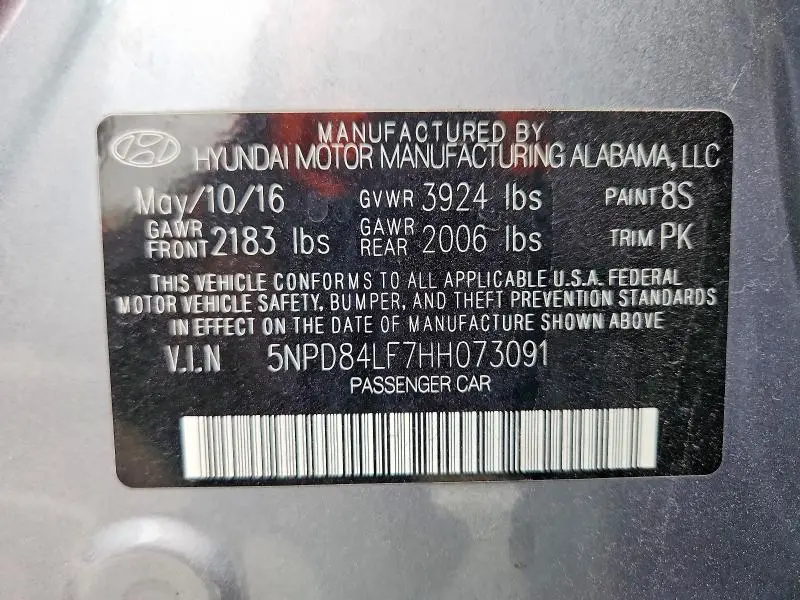 MANUFACTURED BY
HYUNDAI MOTOR MANUFACTURING ALABAMA, LLC
May/10/16 GVWR 3924 lbs PAINT 8S
GAWR FRONT 2183 lbs GAWR REAR 2006 lbs TRIM PK
THIS VEHICLE CONFORMS TO ALL APPLICABLE U.S.A. FEDERAL
MOTOR VEHICLE SAFETY, BUMPER, AND THEFT PREVENTION STANDARDS
IN EFFECT ON THE DATE OF MANUFACTURE SHOWN ABOVE
V.I.N 5NPD84LF7HH073091
PASSENGER CAR